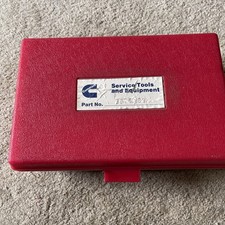 Service Tools
and Equipment
Part No.